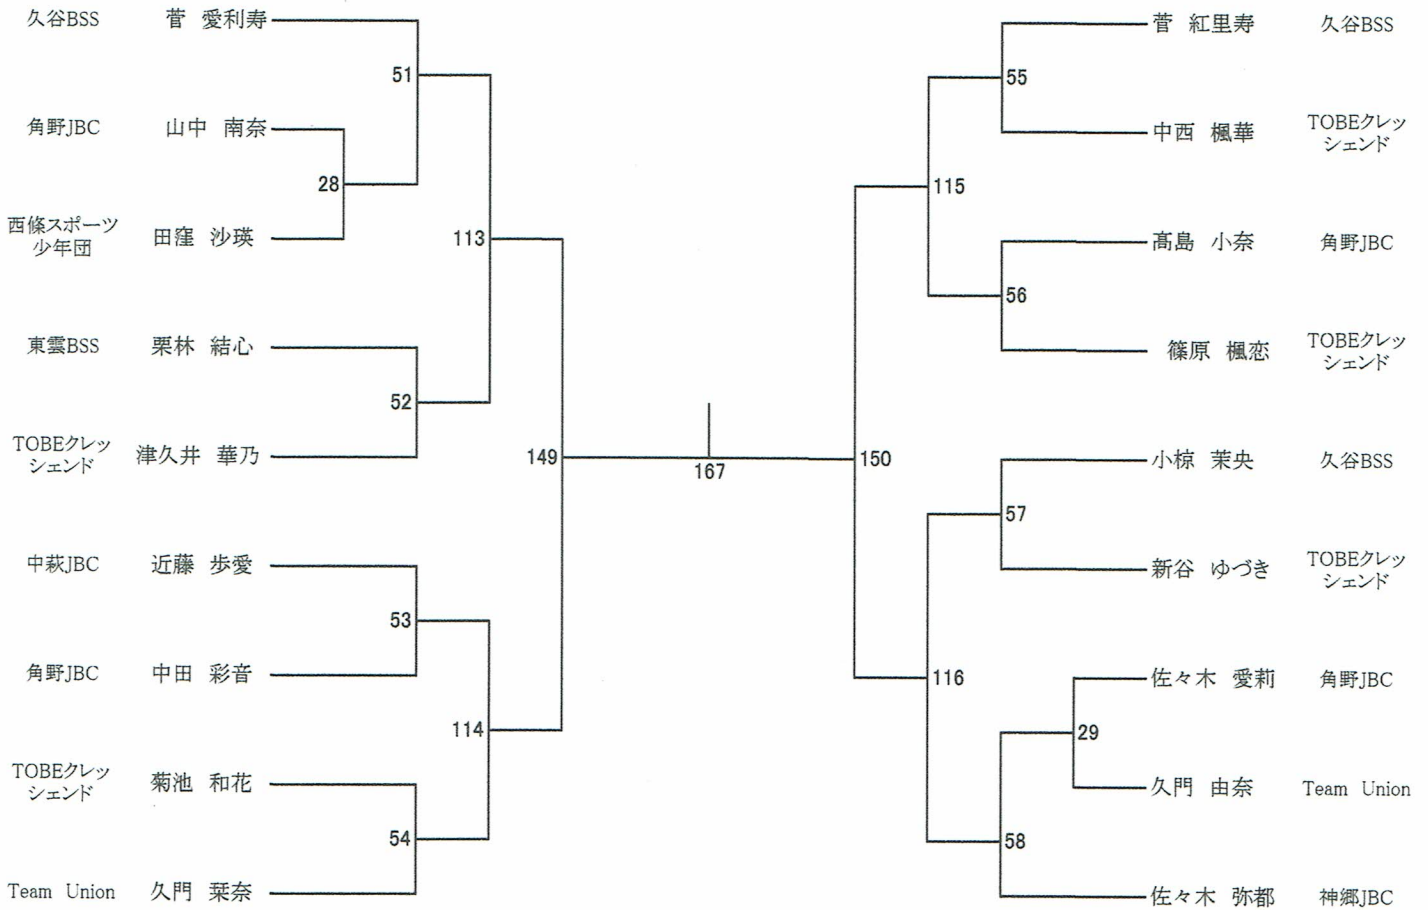 久谷BSS 菅 愛利寿
51
角野JBC 山中 南奈
28
西條スポーツ
少年団
田窪 沙瑛
113
東雲BSS 栗林 結心
52
TOBEクレッ
シェンド
津久井 華乃
149
中萩JBC 近藤 歩愛
53
角野JBC 中田 彩音
114
TOBEクレッ
シェンド
菊池 和花
54
Team Union 久門 栞奈
167
菅 紅里寿 久谷BSS
55
中西 楓華
TOBEクレッ
シェンド
115
髙島 小奈 角野JBC
56
篠原 楓恋
TOBEクレッ
シェンド
150
小椋 茉央 久谷BSS
57
新谷 ゆづき
TOBEクレッ
シェンド
116
佐々木 愛莉 角野JBC
29
久門 由奈 Team Union
58
佐々木 弥都 神郷JBC